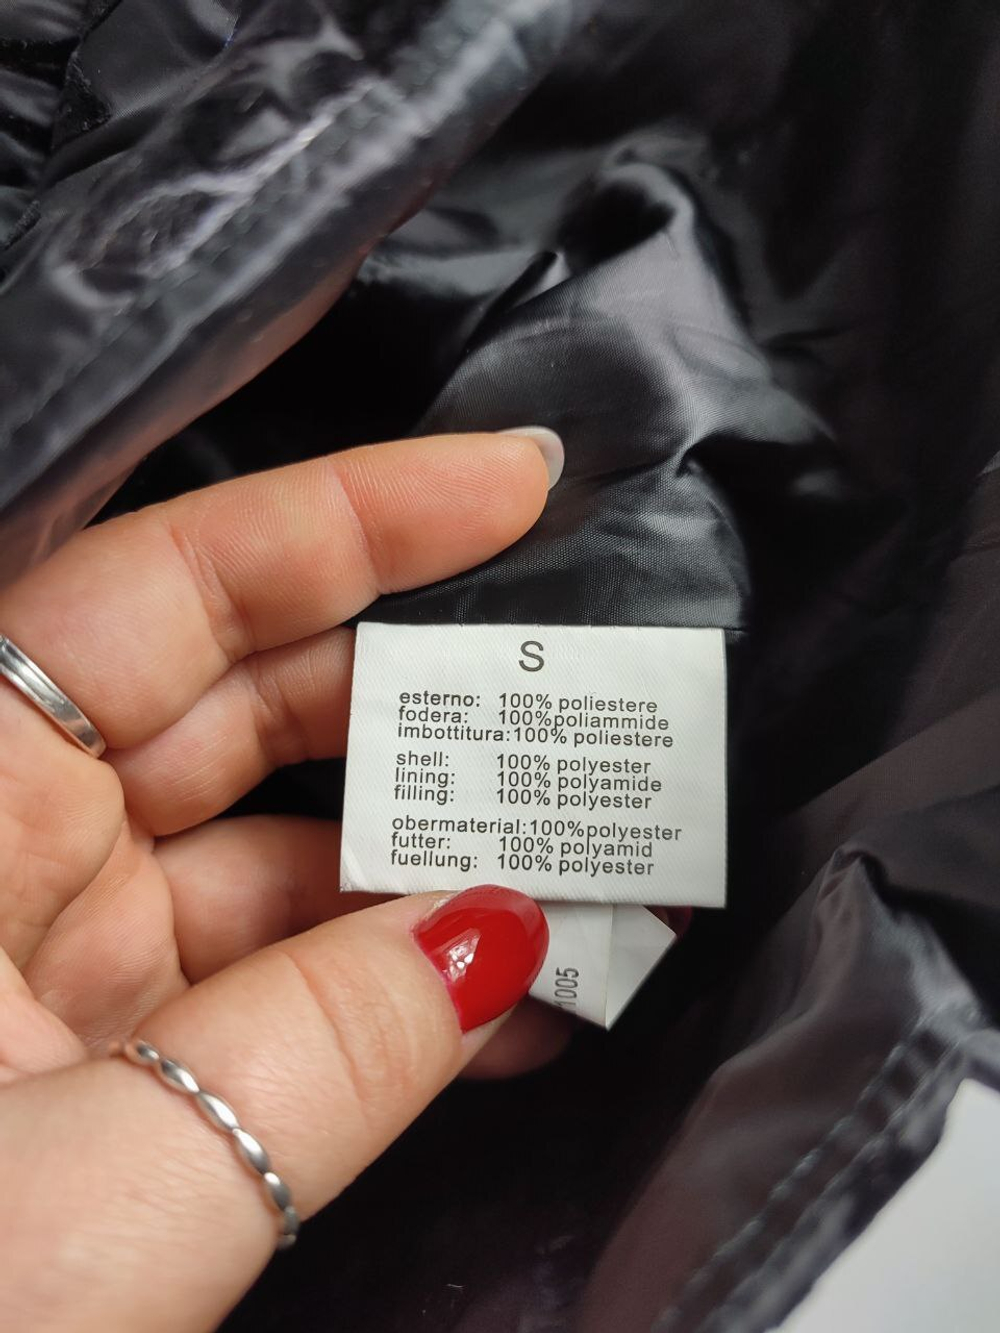 S
esterno: 100% poliestere
fodera: 100%poliammide
imbottitura:100% poliestere
shell: 100% polyester
lining: 100% polyamide
filling: 100% polyester
obermaterial:100%polyester
futter: 100% polyamid
fuellung: 100% polyester
1005